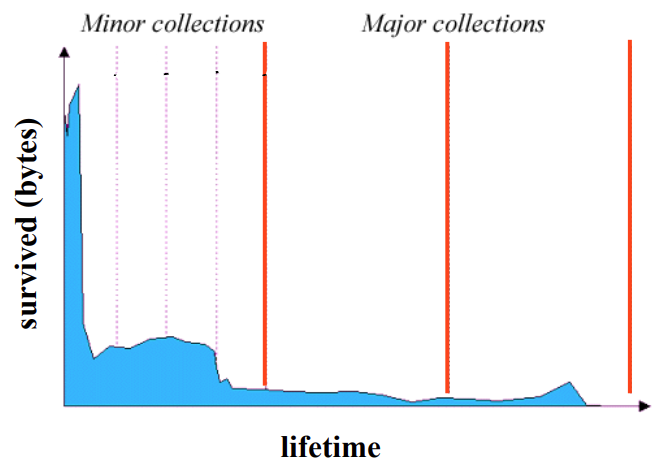 Minor collections
Major collections
survived (bytes)
lifetime